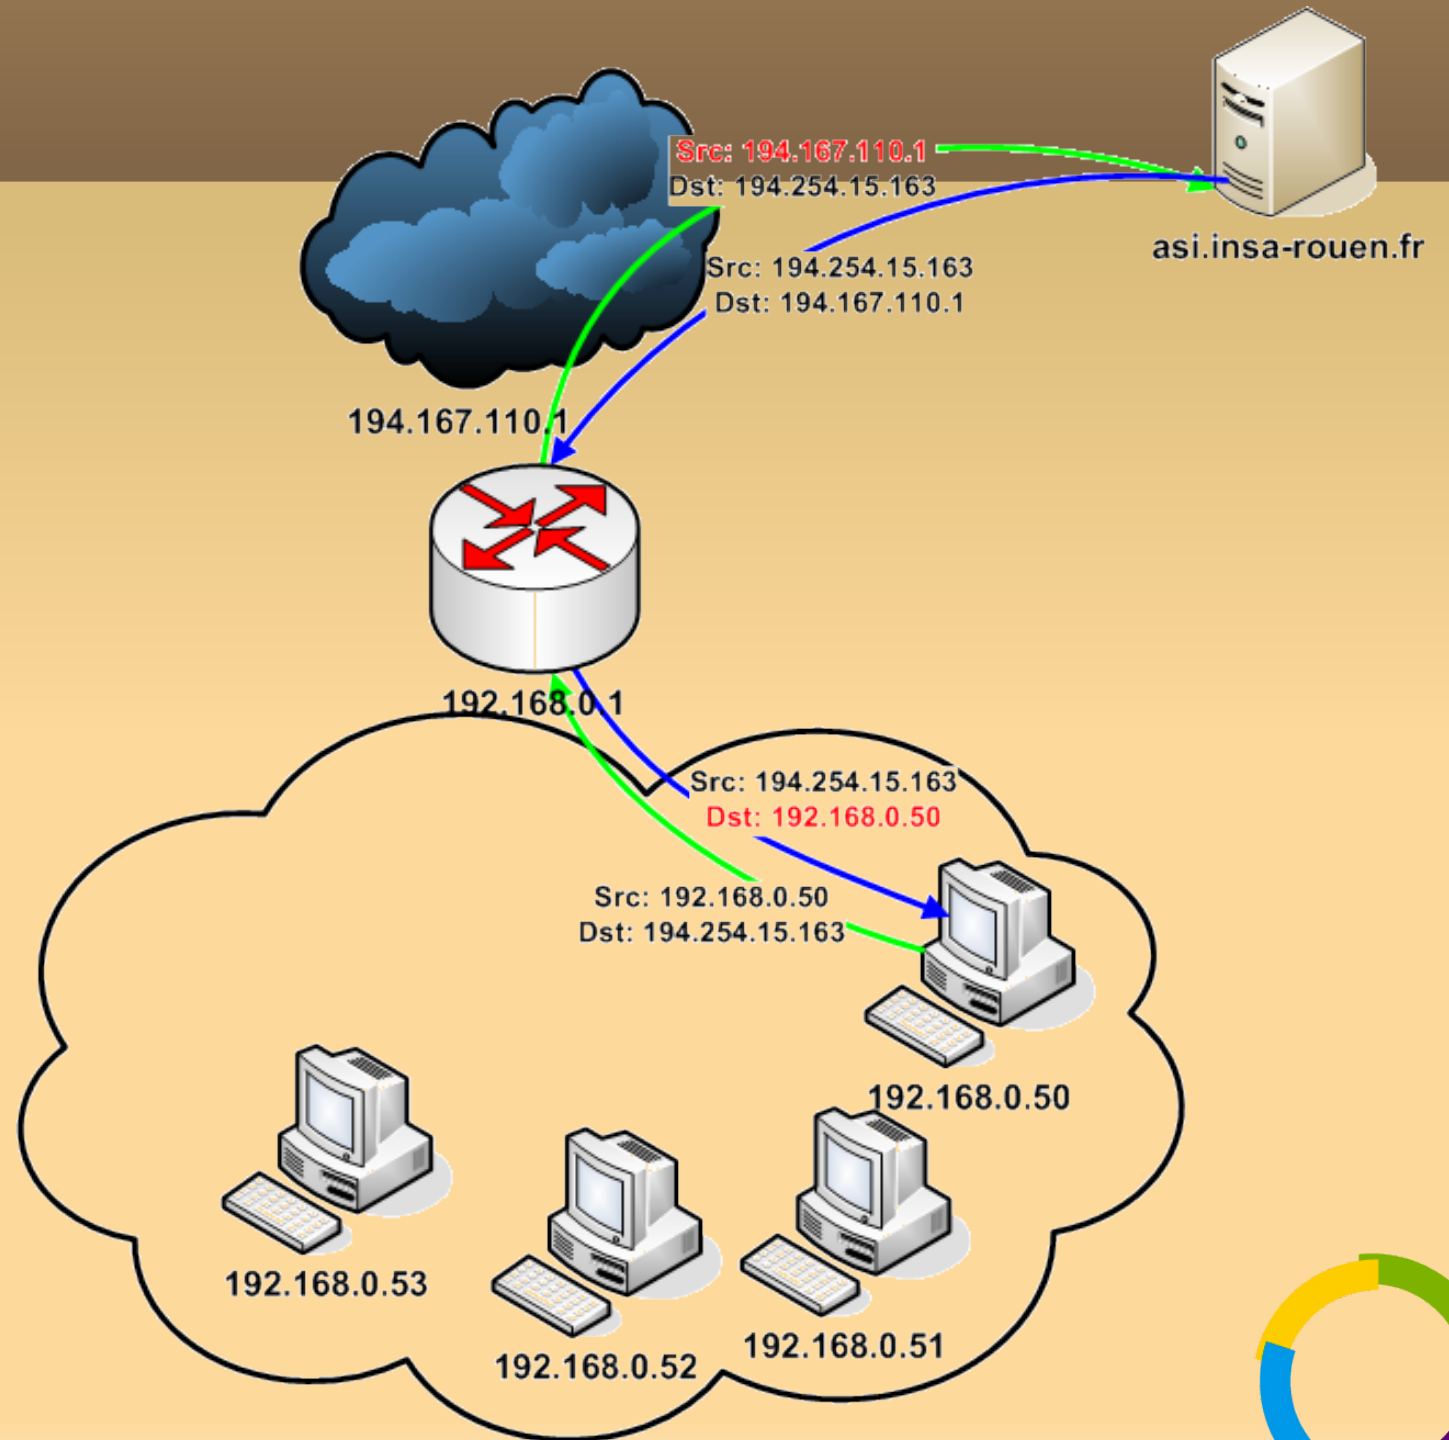 Src: 194.167.110.1
Dst: 194.254.15.163
asi.insa-rouen.fr
Src: 194.254.15.163
Dst: 194.167.110.1
194.167.110.1
192.168.0.1
Src: 194.254.15.163
Dst: 192.168.0.50
Src: 192.168.0.50
Dst: 194.254.15.163
192.168.0.50
192.168.0.53
192.168.0.51
192.168.0.52